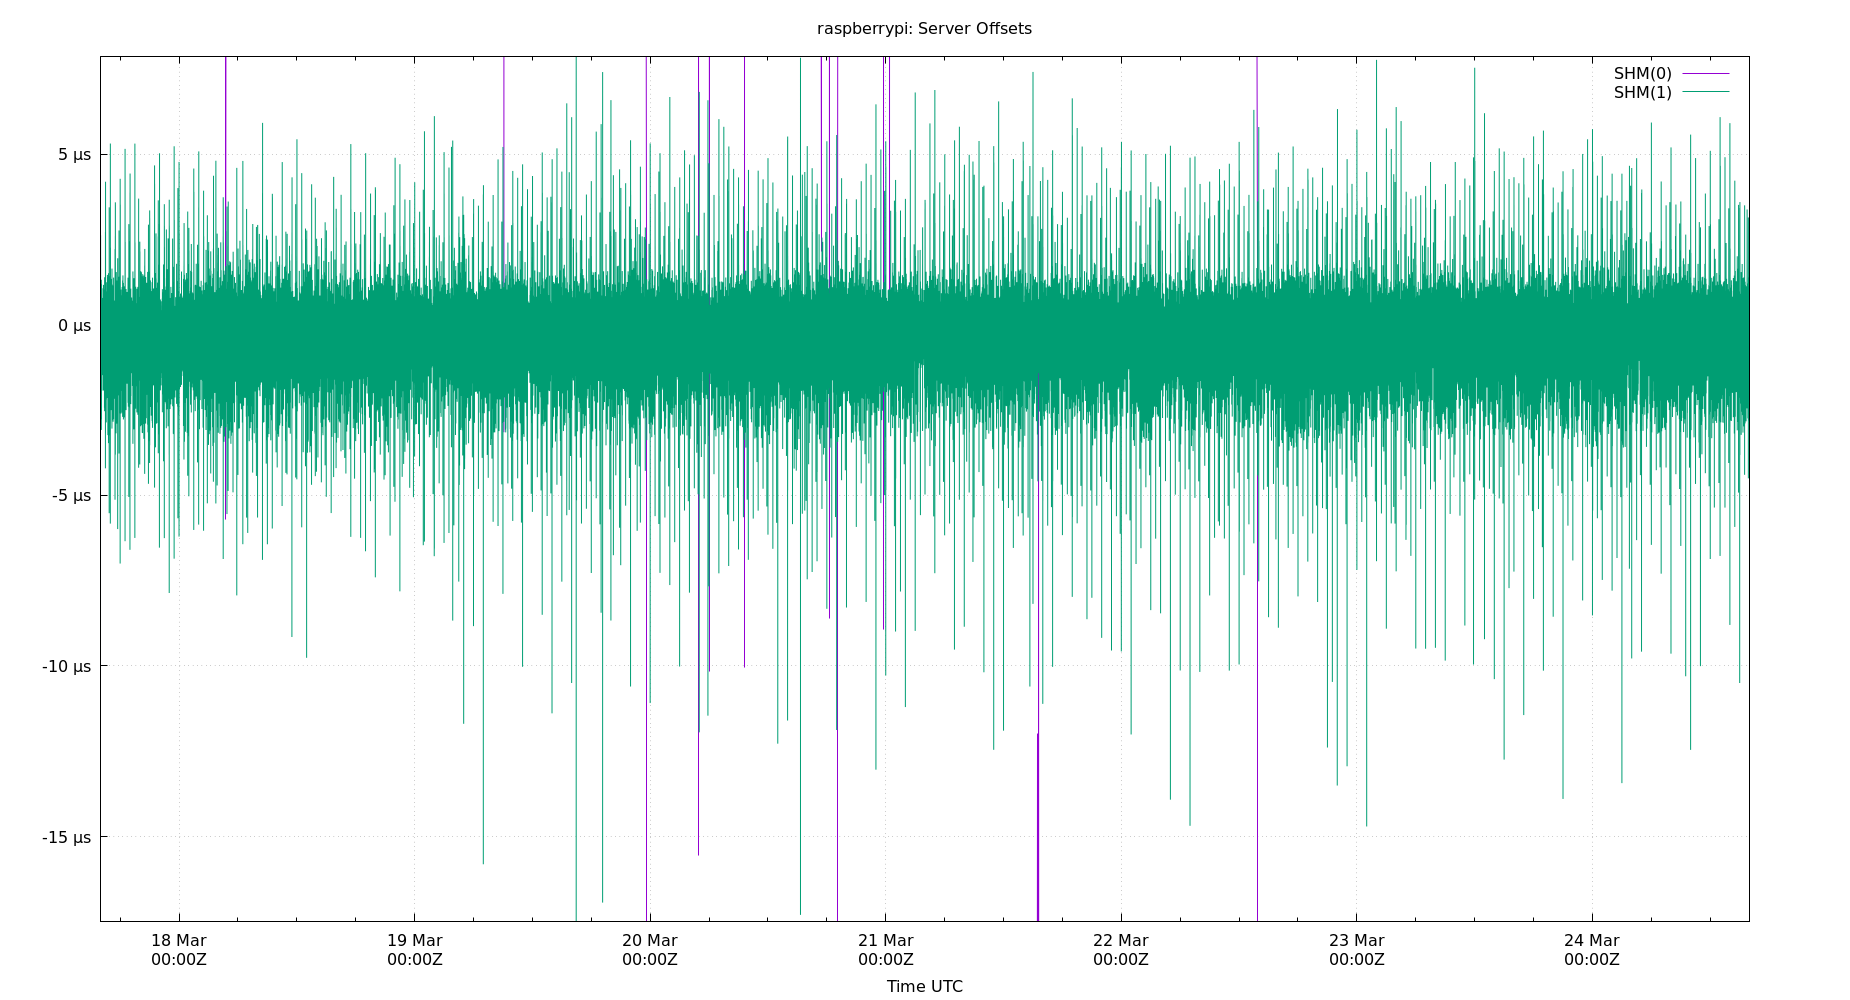 raspberrypi: Server Offsets
SHM(0)
SHM(1)
5 µs
0 µs
-5 µs
-10 µs
-15 µs
18 Mar 19 Mar 20 Mar 21 Mar 22 Mar 23 Mar 24 Mar
00:00Z 00:00Z 00:00Z 00:00Z 00:00Z 00:00Z 00:00Z
Time UTC